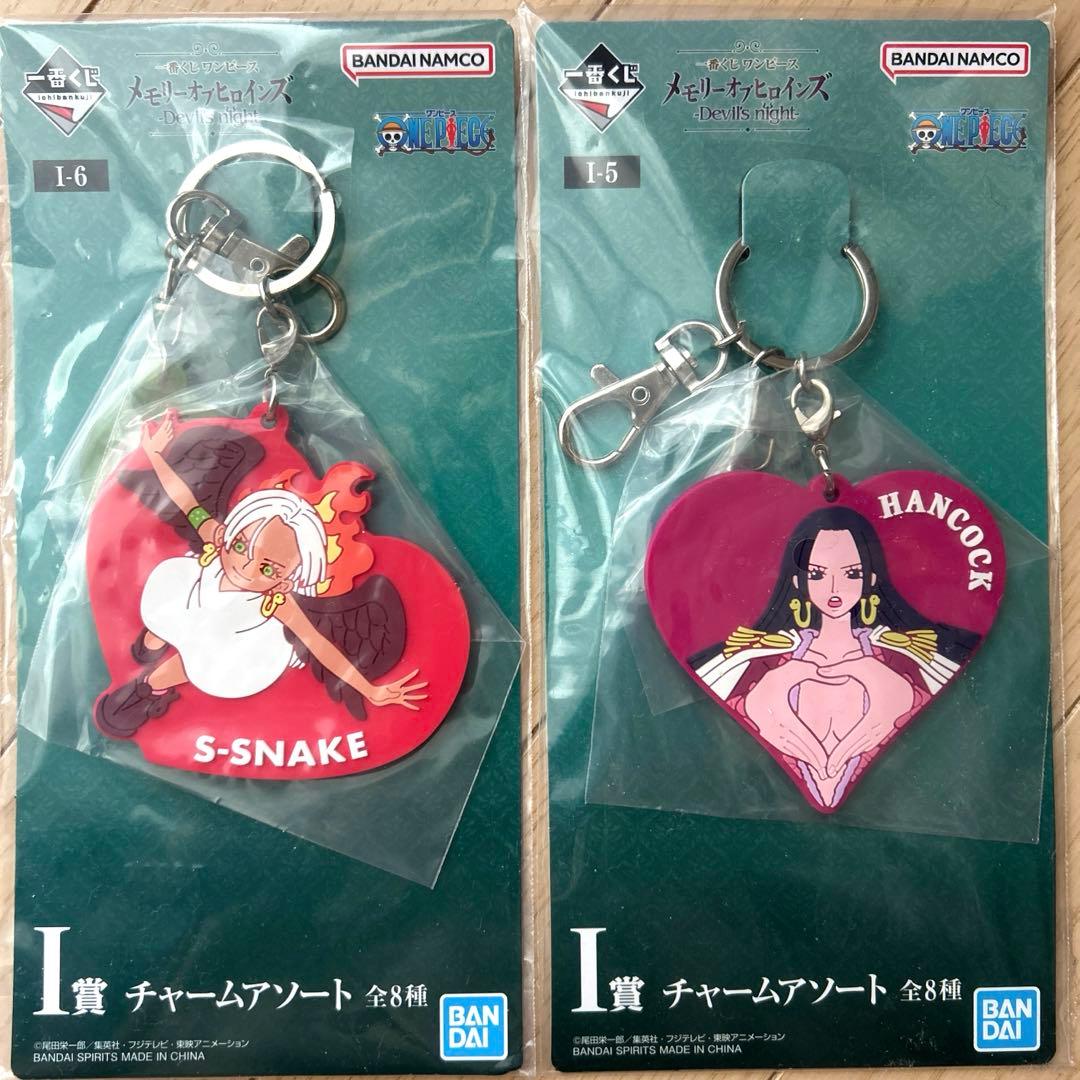 一番くじ
ichibankuji
一番くじ ワンピース
メモリーオブヒロインズ
-Devil's night-
BANDAI NAMCO
ワンピース
ONE PIECE
I-6
S-SNAKE
I賞 チャームアソート 全8種
©尾田栄一郎/集英社・フジテレビ・東映アニメーション
BANDAI SPIRITS MADE IN CHINA
BAN
DAI
一番くじ
ichibankuji
一番くじ ワンピース
メモリーオブヒロインズ
-Devil's night-
BANDAI NAMCO
ワンピース
ONE PIECE
I-5
HANCOCK
I賞 チャームアソート 全8種
©尾田栄一郎/集英社・フジテレビ・東映アニメーション
BANDAI SPIRITS MADE IN CHINA
BAN
DAI